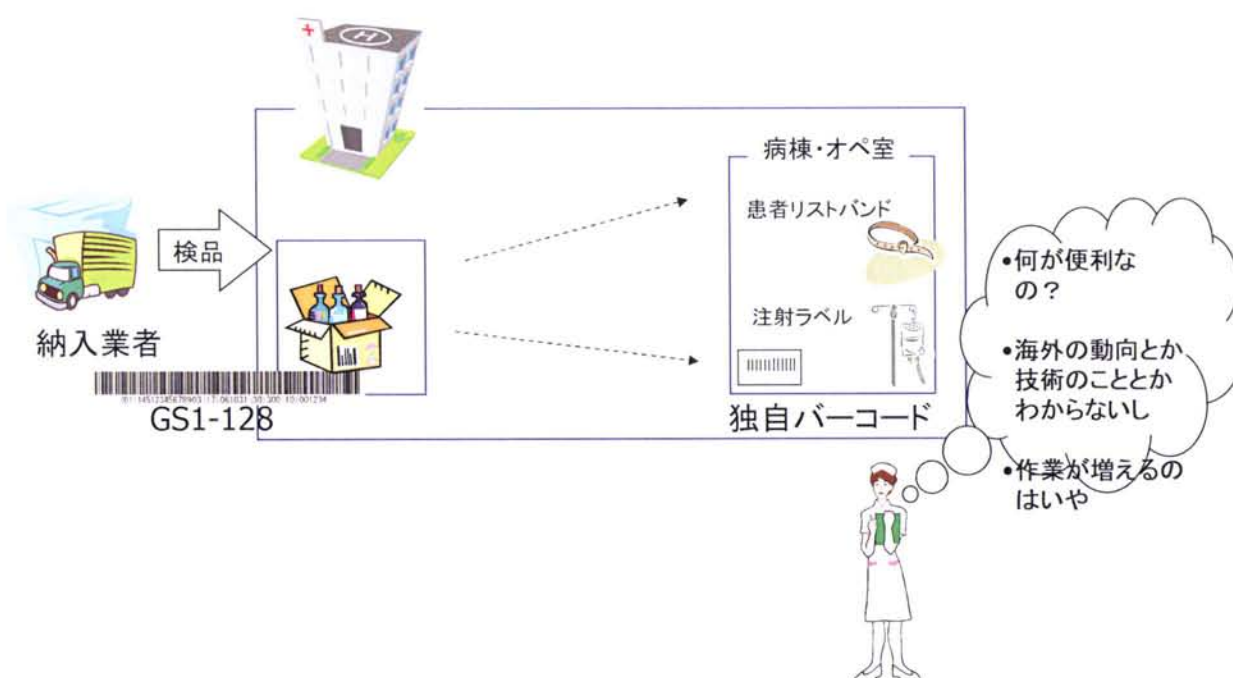 H
病棟・オペ室
患者リストバンド
検品
納入業者
注射ラベル
GS1-128
独自バーコード
•何が便利な
の？
•海外の動向とか
技術のこととか
わからないし
•作業が増えるの
はいや